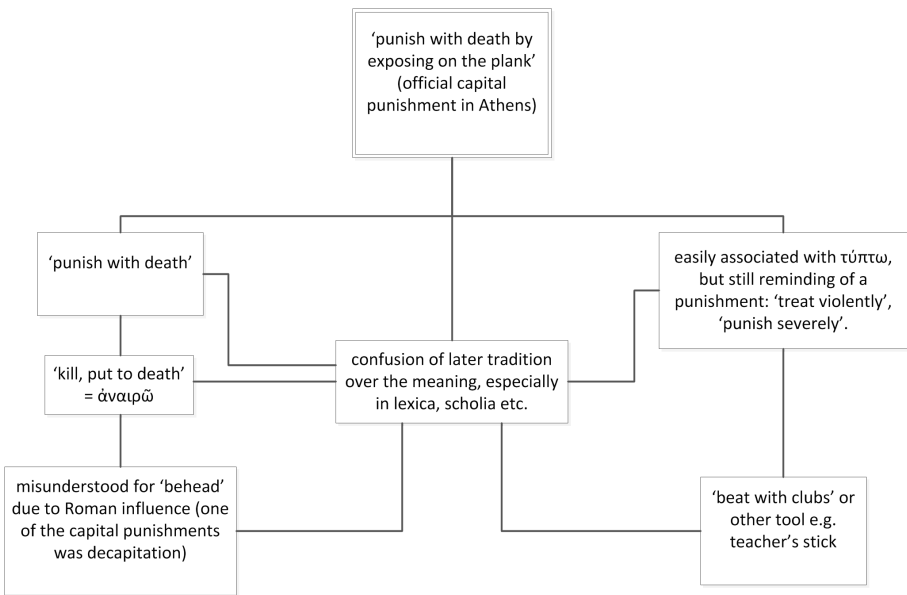 ‘punish with death by
exposing on the plank’
(official capital
punishment in Athens)
‘punish with death’
easily associated with τύπτω,
but still reminding of a
punishment: ‘treat violently’,
‘punish severely’.
‘kill, put to death’
= ἀναιρῶ
confusion of later tradition
over the meaning, especially
in lexica, scholia etc.
misunderstood for ‘behead’
due to Roman influence (one
of the capital punishments
was decapitation)
‘beat with clubs’ or
other tool e.g.
teacher’s stick